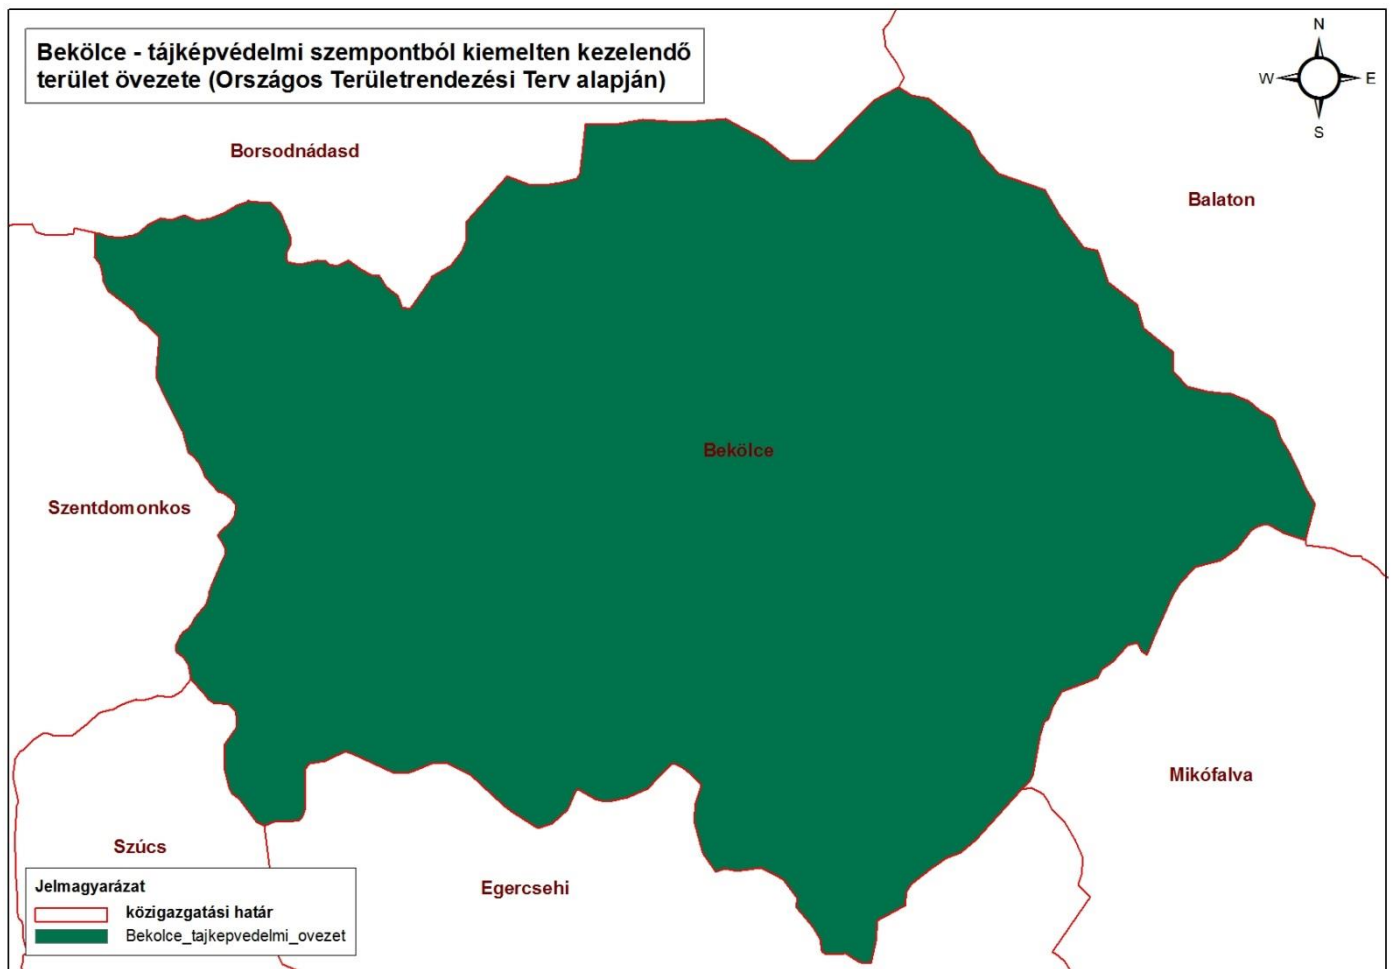 Bekölce - tájképvédelmi szempontból kiemelten kezelendő
terület övezete (Országos Területrendezési Terv alapján)
N
W E
S
Borsodnádasd
Balaton
Bekölce
Szentdomonkos
Mikófalva
Szúcs
Egercsehi
Jelmagyarázat
közigazgatási határ
Bekolce_tajkepvedelmi_ovezet